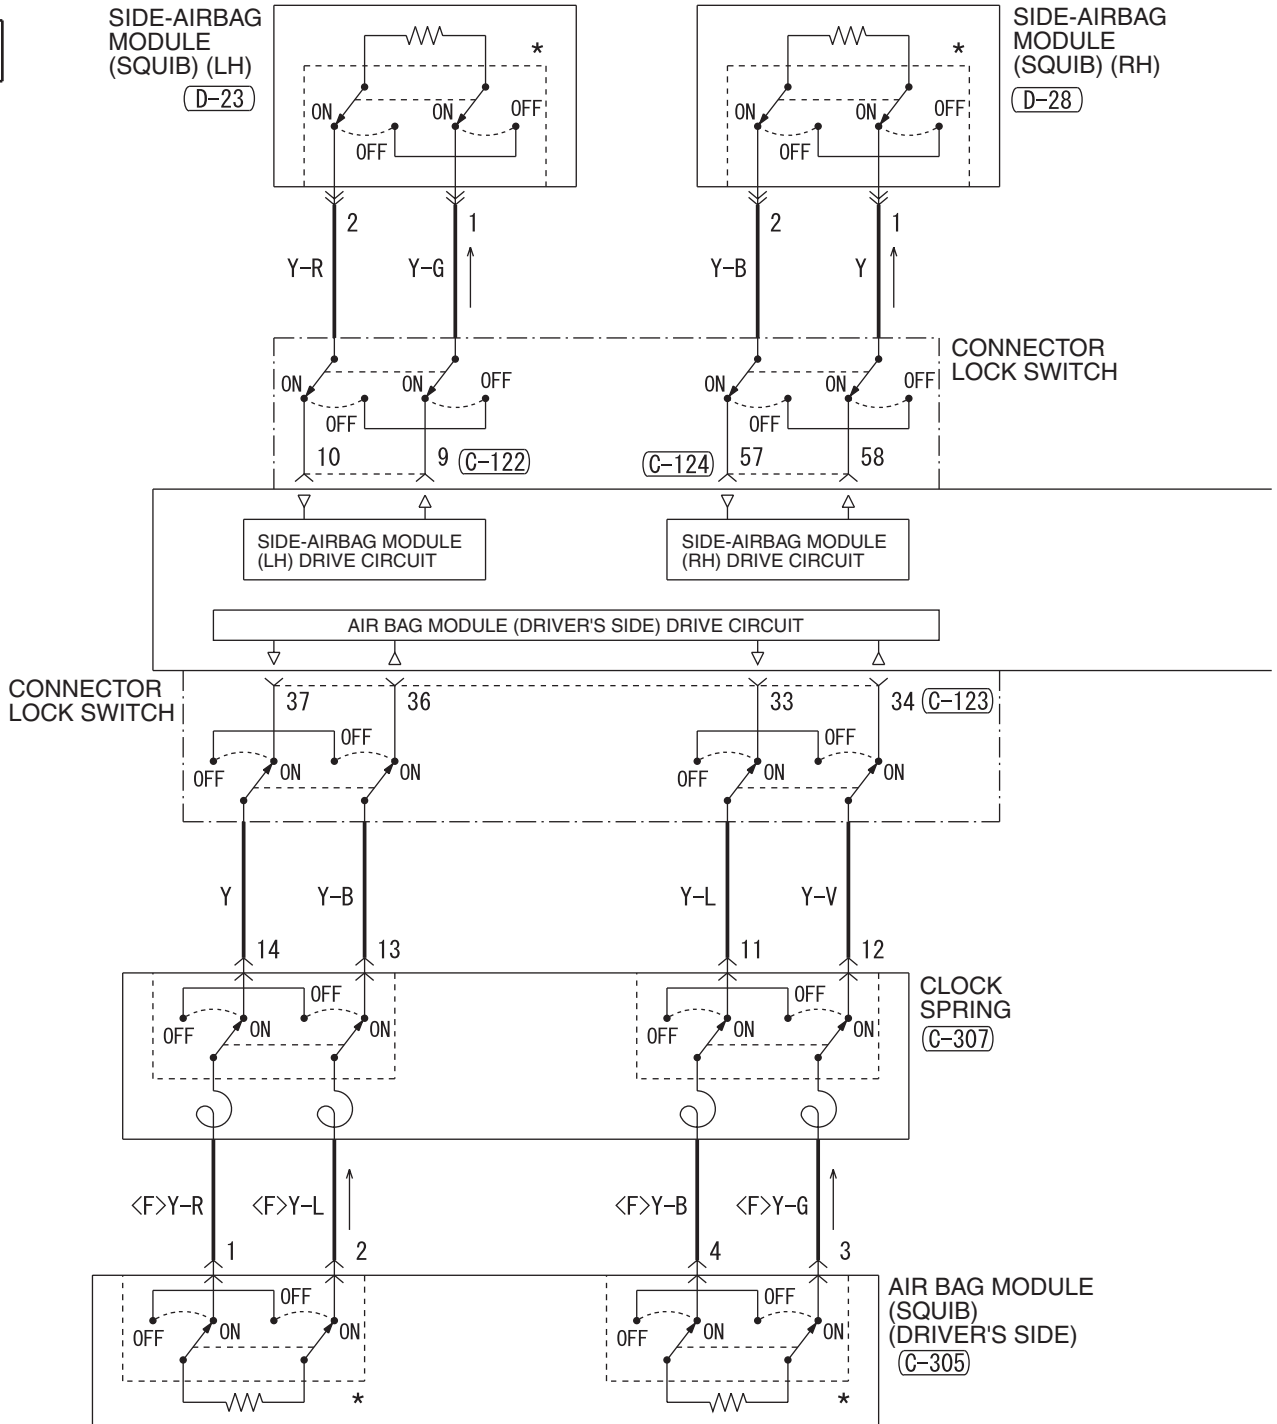 SIDE-AIRBAG
MODULE
(SQUIB) (LH)
D-23
*
ON
ON
OFF
OFF
SIDE-AIRBAG
MODULE
(SQUIB) (RH)
D-28
*
ON
ON
OFF
OFF
2
1
2
1
Y-R
Y-G
Y-B
Y
CONNECTOR
LOCK SWITCH
ON
ON
OFF
OFF
ON
ON
OFF
OFF
10
9
C-122
C-124
57
58
SIDE-AIRBAG MODULE
(LH) DRIVE CIRCUIT
SIDE-AIRBAG MODULE
(RH) DRIVE CIRCUIT
AIR BAG MODULE (DRIVER'S SIDE) DRIVE CIRCUIT
CONNECTOR
LOCK SWITCH
37
36
33
34
C-123
OFF
OFF
OFF
ON
ON
OFF
ON
ON
Y
Y-B
Y-L
Y-V
14
13
11
12
CLOCK
SPRING
C-307
OFF
OFF
OFF
ON
ON
OFF
ON
ON
<F>Y-R
<F>Y-L
<F>Y-B
<F>Y-G
1
2
4
3
AIR BAG MODULE
(SQUIB)
(DRIVER'S SIDE)
C-305
OFF
OFF
OFF
ON
ON
OFF
ON
ON
*
*